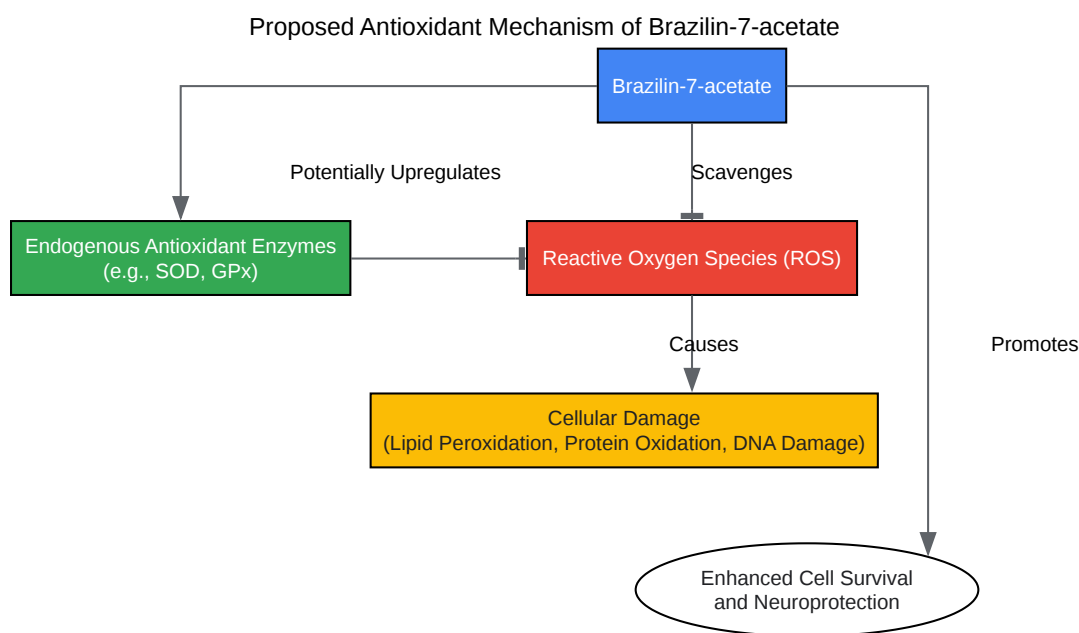 Proposed Antioxidant Mechanism of Brazilin-7-acetate
Brazilin-7-acetate
Potentially Upregulates
Scavenges
Endogenous Antioxidant Enzymes
(e.g., SOD, GPx)
Reactive Oxygen Species (ROS)
Causes
Promotes
Cellular Damage
(Lipid Peroxidation, Protein Oxidation, DNA Damage)
Enhanced Cell Survival
and Neuroprotection